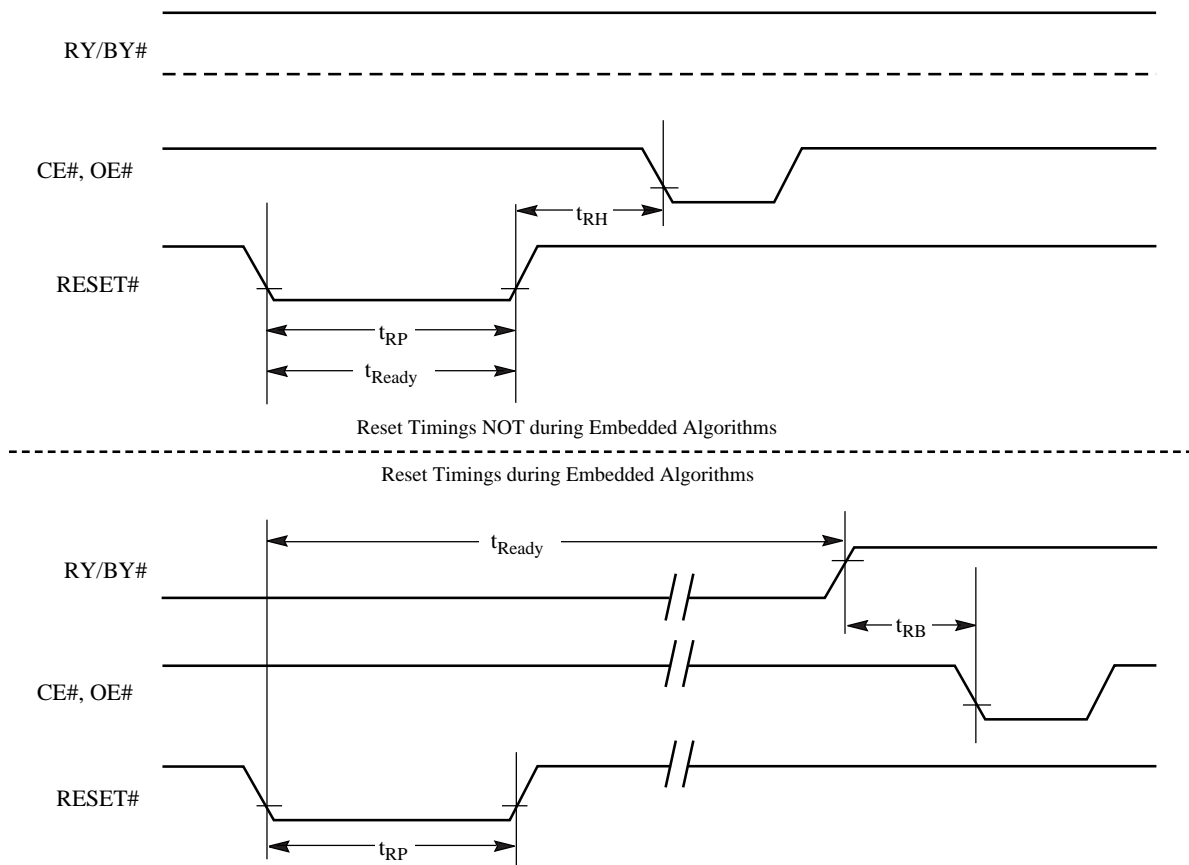 RY/BY#
CE#, OE#
tRH
RESET#
tRP
tReady
Reset Timings NOT during Embedded Algorithms
Reset Timings during Embedded Algorithms
tReady
RY/BY#
tRB
CE#, OE#
RESET#
tRP